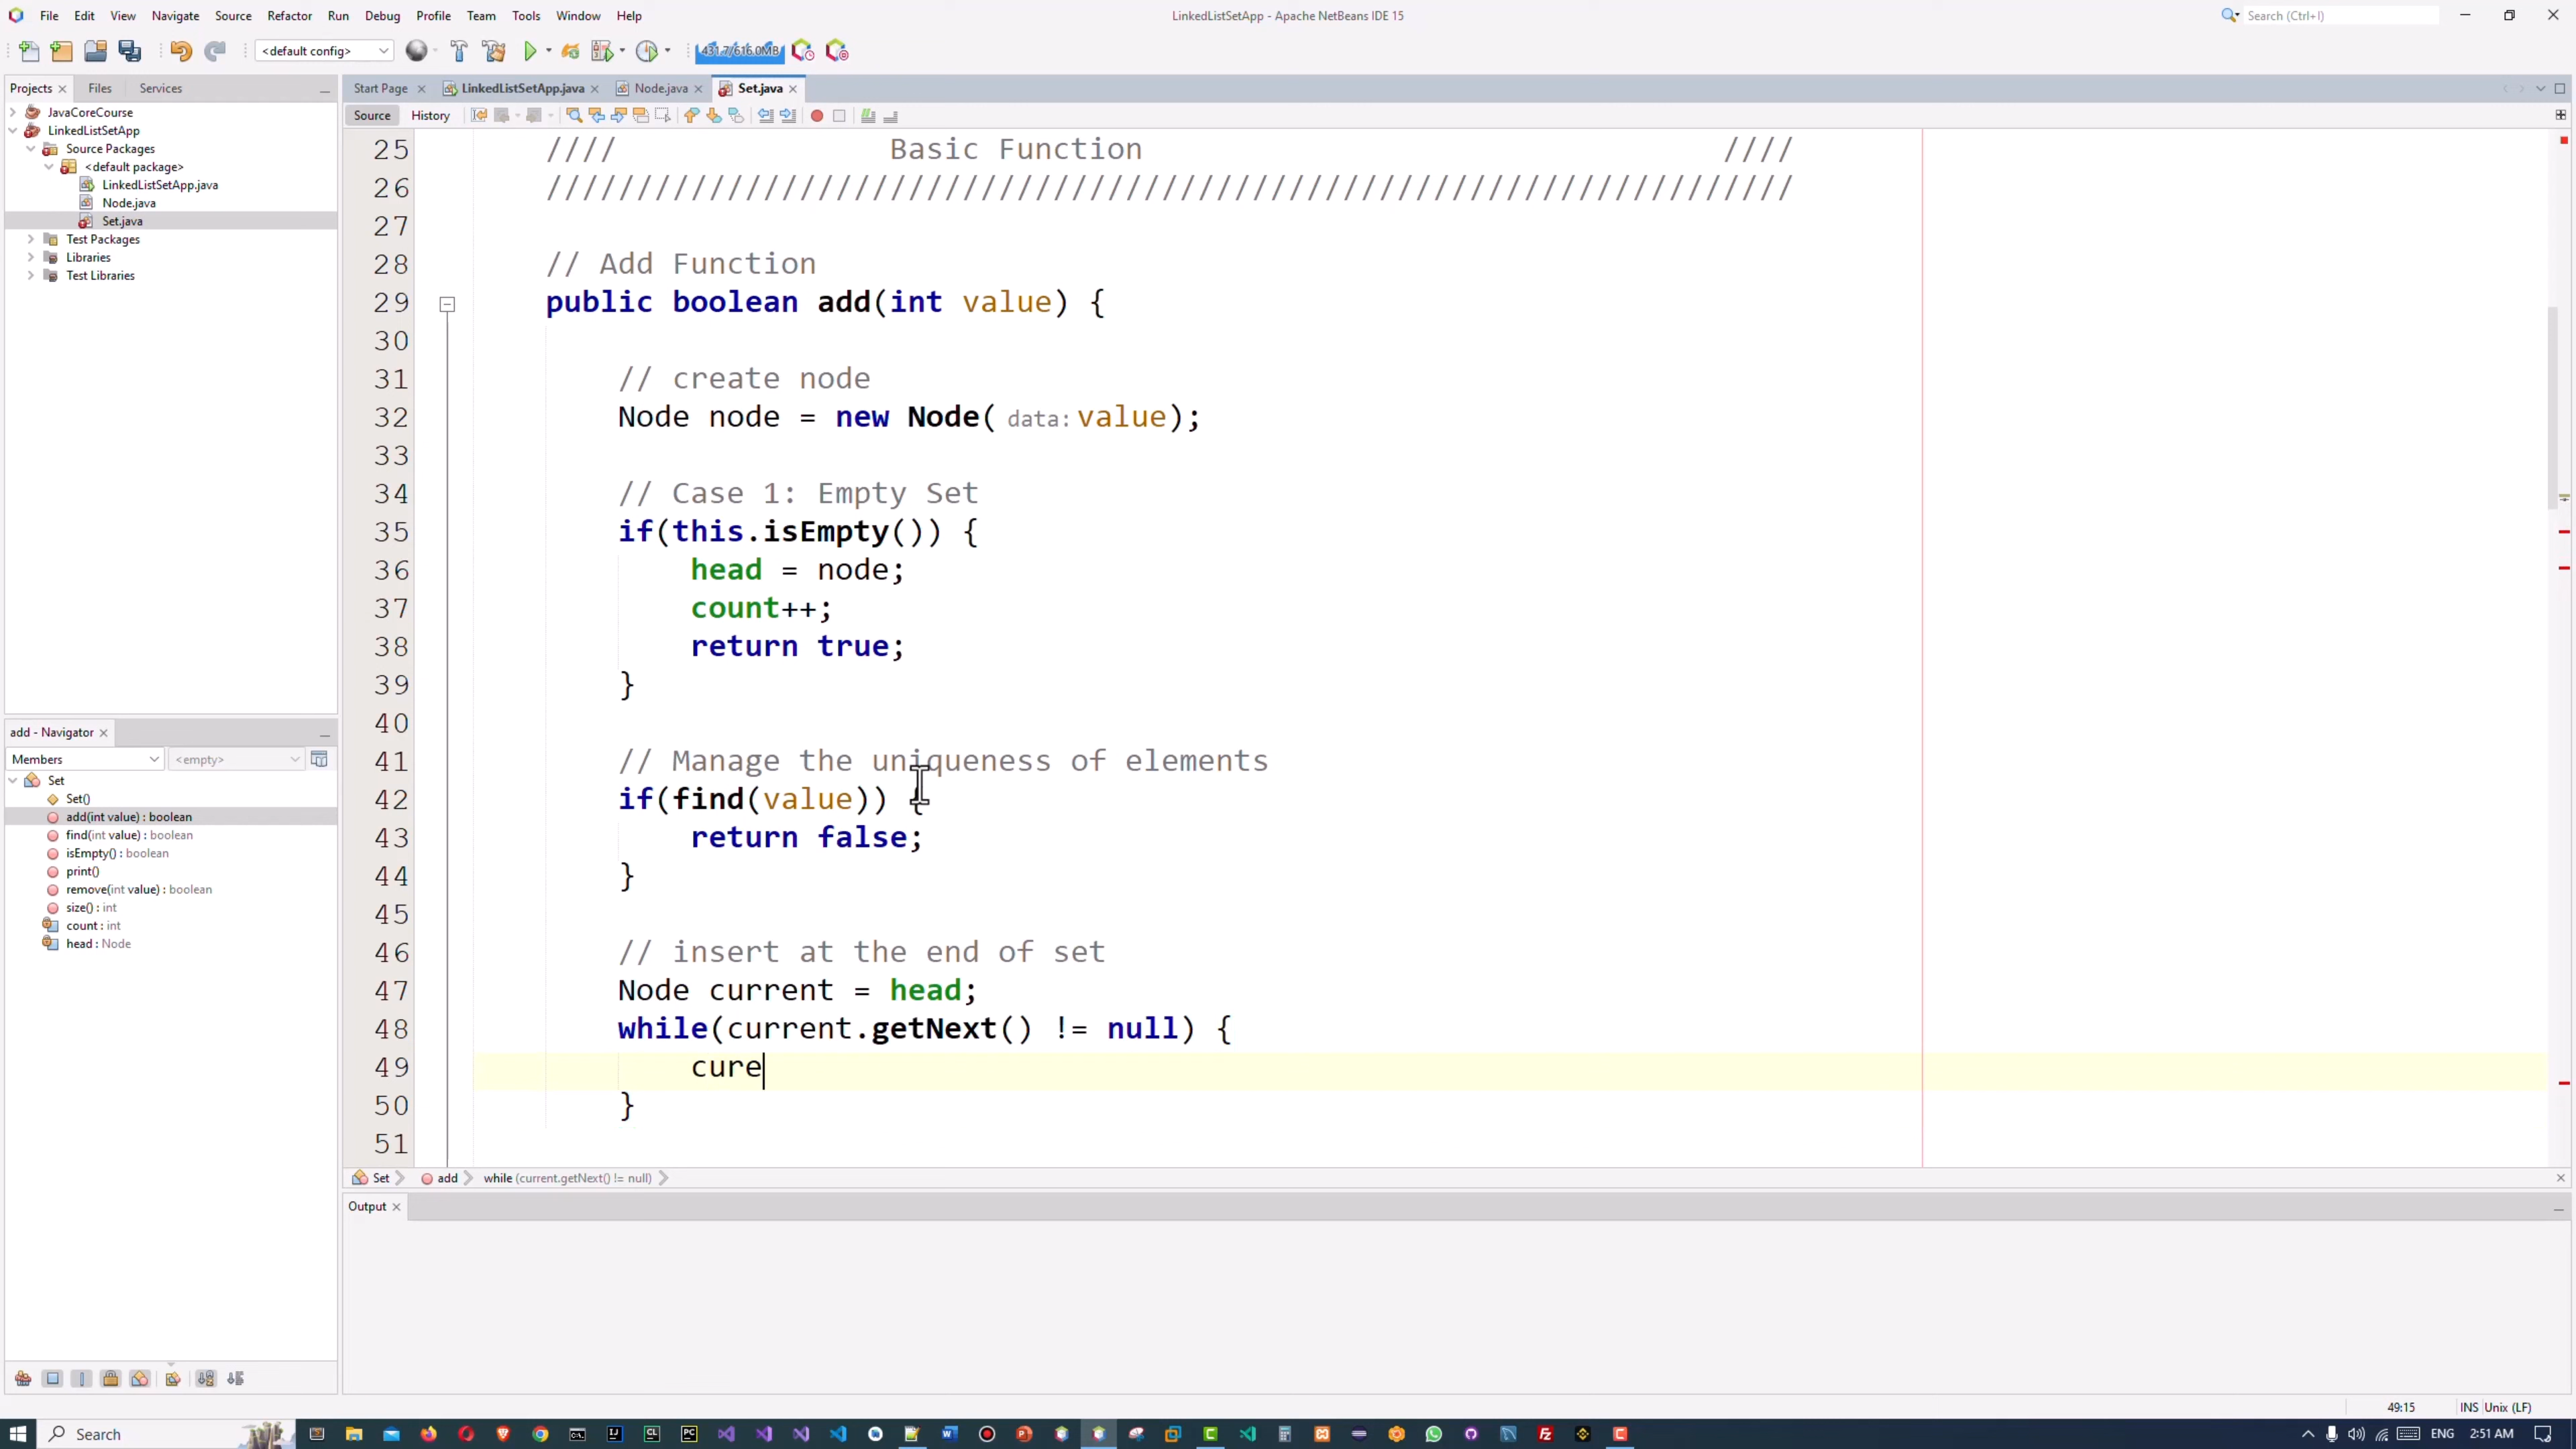 File Edit View Navigate Source Refactor Run Debug Profile Team Tools Window Help
LinkedListSetApp - Apache NetBeans IDE 15
Search (Ctrl+I)
<default config>
431.7/616.0MB
Projects Files Services
Start Page LinkedListSetApp.java Node.java Set.java
Source History
JavaCoreCourse
LinkedListSetApp
Source Packages
<default package>
LinkedListSetApp.java
Node.java
Set.java
Test Packages
Libraries
Test Libraries
25 //// Basic Function ////
26 /////////////////////////////////////////////////////////////////////
27
28 // Add Function
29 public boolean add(int value) {
30
31 // create node
32 Node node = new Node( data: value);
33
34 // Case 1: Empty Set
35 if(this.isEmpty()) {
36 head = node;
37 count++;
38 return true;
39 }
40
41 // Manage the uniqueness of elements
42 if(find(value)) {
43 return false;
44 }
45
46 // insert at the end of set
47 Node current = head;
48 while(current.getNext() != null) {
49 cure
50 }
51
add - Navigator
Members <empty>
Set
Set()
add(int value) : boolean
find(int value) : boolean
isEmpty() : boolean
print()
remove(int value) : boolean
size() : int
count : int
head : Node
Set add while (current.getNext() != null)
Output
49:15 INS Unix (LF)
Search
ENG 2:51 AM